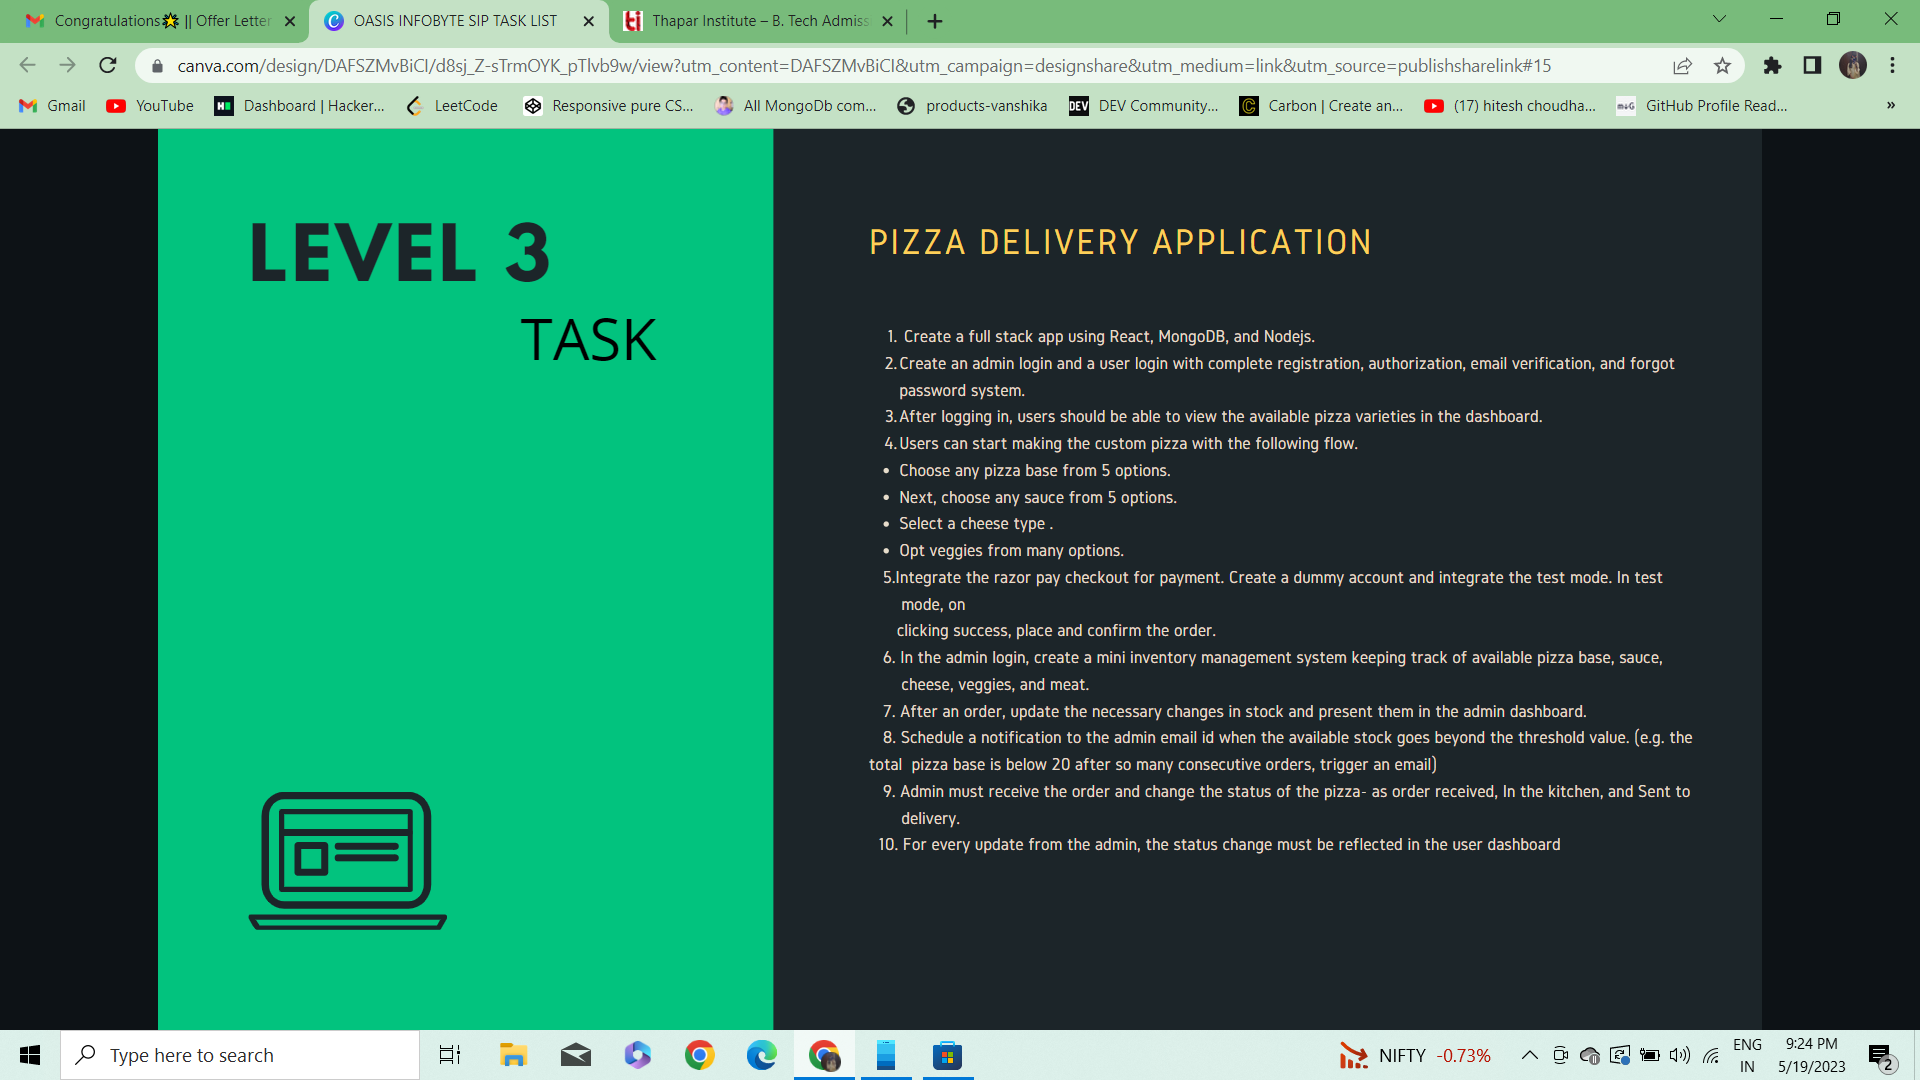 Congratulations🌟 || Offer Letter
OASIS INFOBYTE SIP TASK LIST
Thapar Institute – B. Tech Admiss
canva.com/design/DAFSZMvBiCI/d8sj_Z-sTrmOYK_pTlvb9w/view?utm_content=DAFSZMvBiCI&utm_campaign=designshare&utm_medium=link&utm_source=publishsharelink#15
Gmail
YouTube
Dashboard | Hacker...
LeetCode
Responsive pure CS...
All MongoDb com...
products-vanshika
DEV Community...
Carbon | Create an...
(17) hitesh choudha...
GitHub Profile Read...
»
LEVEL 3
TASK
PIZZA DELIVERY APPLICATION
1. Create a full stack app using React, MongoDB, and Nodejs.
2. Create an admin login and a user login with complete registration, authorization, email verification, and forgot
password system.
3. After logging in, users should be able to view the available pizza varieties in the dashboard.
4. Users can start making the custom pizza with the following flow.
• Choose any pizza base from 5 options.
• Next, choose any sauce from 5 options.
• Select a cheese type .
• Opt veggies from many options.
5.Integrate the razor pay checkout for payment. Create a dummy account and integrate the test mode. In test
mode, on
clicking success, place and confirm the order.
6. In the admin login, create a mini inventory management system keeping track of available pizza base, sauce,
cheese, veggies, and meat.
7. After an order, update the necessary changes in stock and present them in the admin dashboard.
8. Schedule a notification to the admin email id when the available stock goes beyond the threshold value. (e.g. the
total  pizza base is below 20 after so many consecutive orders, trigger an email)
9. Admin must receive the order and change the status of the pizza- as order received, In the kitchen, and Sent to
delivery.
10. For every update from the admin, the status change must be reflected in the user dashboard
Type here to search
NIFTY -0.73%
ENG
IN
9:24 PM
5/19/2023
2